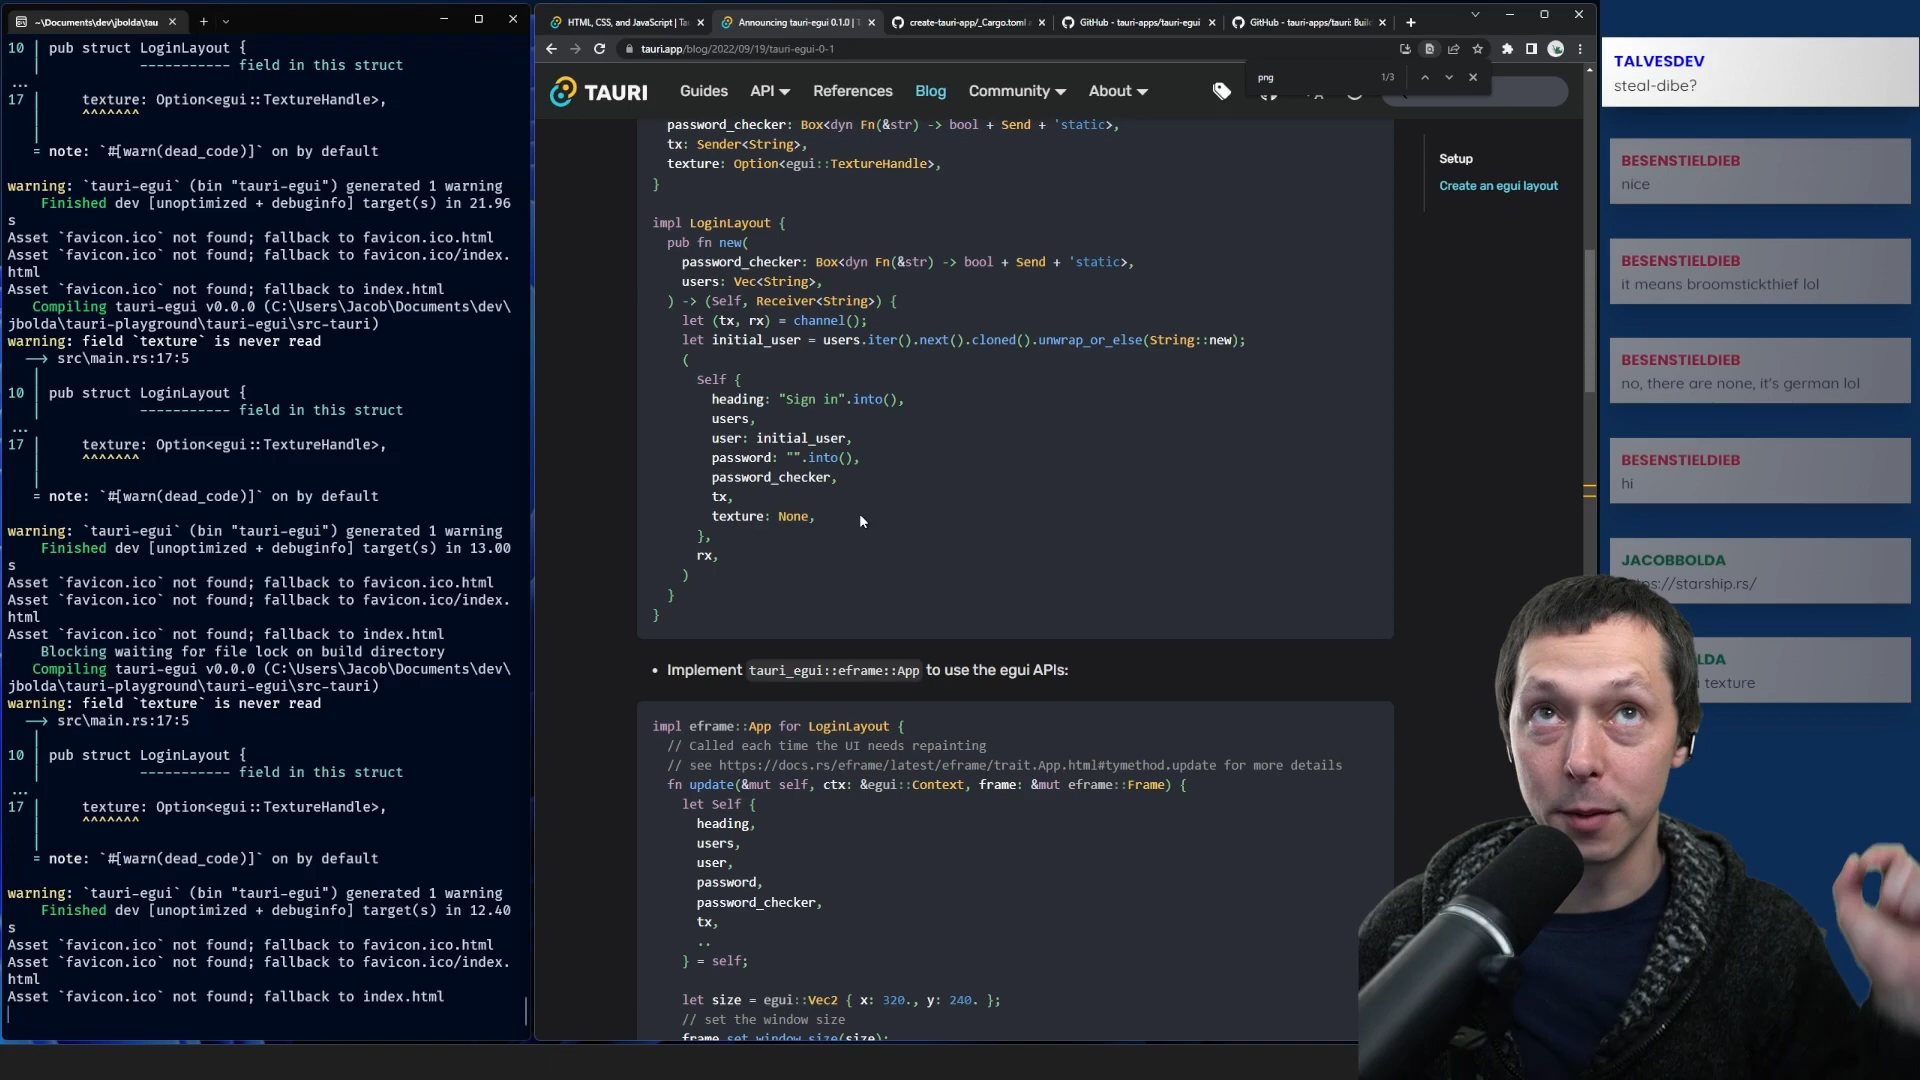 ~\Documents\dev\jbolda\tau
10 | pub struct LoginLayout {
   |            ----------- field in this struct
...
17 |     texture: Option<egui::TextureHandle>,
   |     ^^^^^^^
   |
   = note: `#[warn(dead_code)]` on by default
warning: `tauri-egui` (bin "tauri-egui") generated 1 warning
    Finished dev [unoptimized + debuginfo] target(s) in 21.96
s
Asset `favicon.ico` not found; fallback to favicon.ico.html
Asset `favicon.ico` not found; fallback to favicon.ico/index.
html
Asset `favicon.ico` not found; fallback to index.html
   Compiling tauri-egui v0.0.0 (C:\Users\Jacob\Documents\dev\
jbolda\tauri-playground\tauri-egui\src-tauri)
warning: field `texture` is never read
  --> src\main.rs:17:5
   |
10 | pub struct LoginLayout {
   |            ----------- field in this struct
...
17 |     texture: Option<egui::TextureHandle>,
   |     ^^^^^^^
   |
   = note: `#[warn(dead_code)]` on by default
warning: `tauri-egui` (bin "tauri-egui") generated 1 warning
    Finished dev [unoptimized + debuginfo] target(s) in 13.00
s
Asset `favicon.ico` not found; fallback to favicon.ico.html
Asset `favicon.ico` not found; fallback to favicon.ico/index.
html
Asset `favicon.ico` not found; fallback to index.html
    Blocking waiting for file lock on build directory
   Compiling tauri-egui v0.0.0 (C:\Users\Jacob\Documents\dev\
jbolda\tauri-playground\tauri-egui\src-tauri)
warning: field `texture` is never read
  --> src\main.rs:17:5
   |
10 | pub struct LoginLayout {
   |            ----------- field in this struct
...
17 |     texture: Option<egui::TextureHandle>,
   |     ^^^^^^^
   |
   = note: `#[warn(dead_code)]` on by default
warning: `tauri-egui` (bin "tauri-egui") generated 1 warning
    Finished dev [unoptimized + debuginfo] target(s) in 12.40
s
Asset `favicon.ico` not found; fallback to favicon.ico.html
Asset `favicon.ico` not found; fallback to favicon.ico/index.
html
Asset `favicon.ico` not found; fallback to index.html
HTML, CSS, and JavaScript | Ta
Announcing tauri-egui 0.1.0 | T
create-tauri-app/_Cargo.toml
GitHub - tauri-apps/tauri-egui
GitHub - tauri-apps/tauri: Buil
tauri.app/blog/2022/09/19/tauri-egui-0-1
png 1/3
TAURI Guides API References Blog Community About
password_checker: Box<dyn Fn(&str) -> bool + Send + 'static>,
tx: Sender<String>,
texture: Option<egui::TextureHandle>,
}
impl LoginLayout {
pub fn new(
password_checker: Box<dyn Fn(&str) -> bool + Send + 'static>,
users: Vec<String>,
) -> (Self, Receiver<String>) {
let (tx, rx) = channel();
let initial_user = users.iter().next().cloned().unwrap_or_else(String::new);
(
Self {
heading: "Sign in".into(),
users,
user: initial_user,
password: "".into(),
password_checker,
tx,
texture: None,
},
rx,
)
}
}
• Implement tauri_egui::eframe::App to use the egui APIs:
impl eframe::App for LoginLayout {
// Called each time the UI needs repainting
// see https://docs.rs/eframe/latest/eframe/trait.App.html#tymethod.update for more details
fn update(&mut self, ctx: &egui::Context, frame: &mut eframe::Frame) {
let Self {
heading,
users,
user,
password,
password_checker,
tx,
..
} = self;
let size = egui::Vec2 { x: 320., y: 240. };
// set the window size
frame.set_window_size(size);
Setup
Create an egui layout
TALVESDEV
steal-dibe?
BESENSTIELDIEB
nice
BESENSTIELDIEB
it means broomstickthief lol
BESENSTIELDIEB
no, there are none, it's german lol
BESENSTIELDIEB
hi
JACOBBOLDA
://starship.rs/
LDA
texture